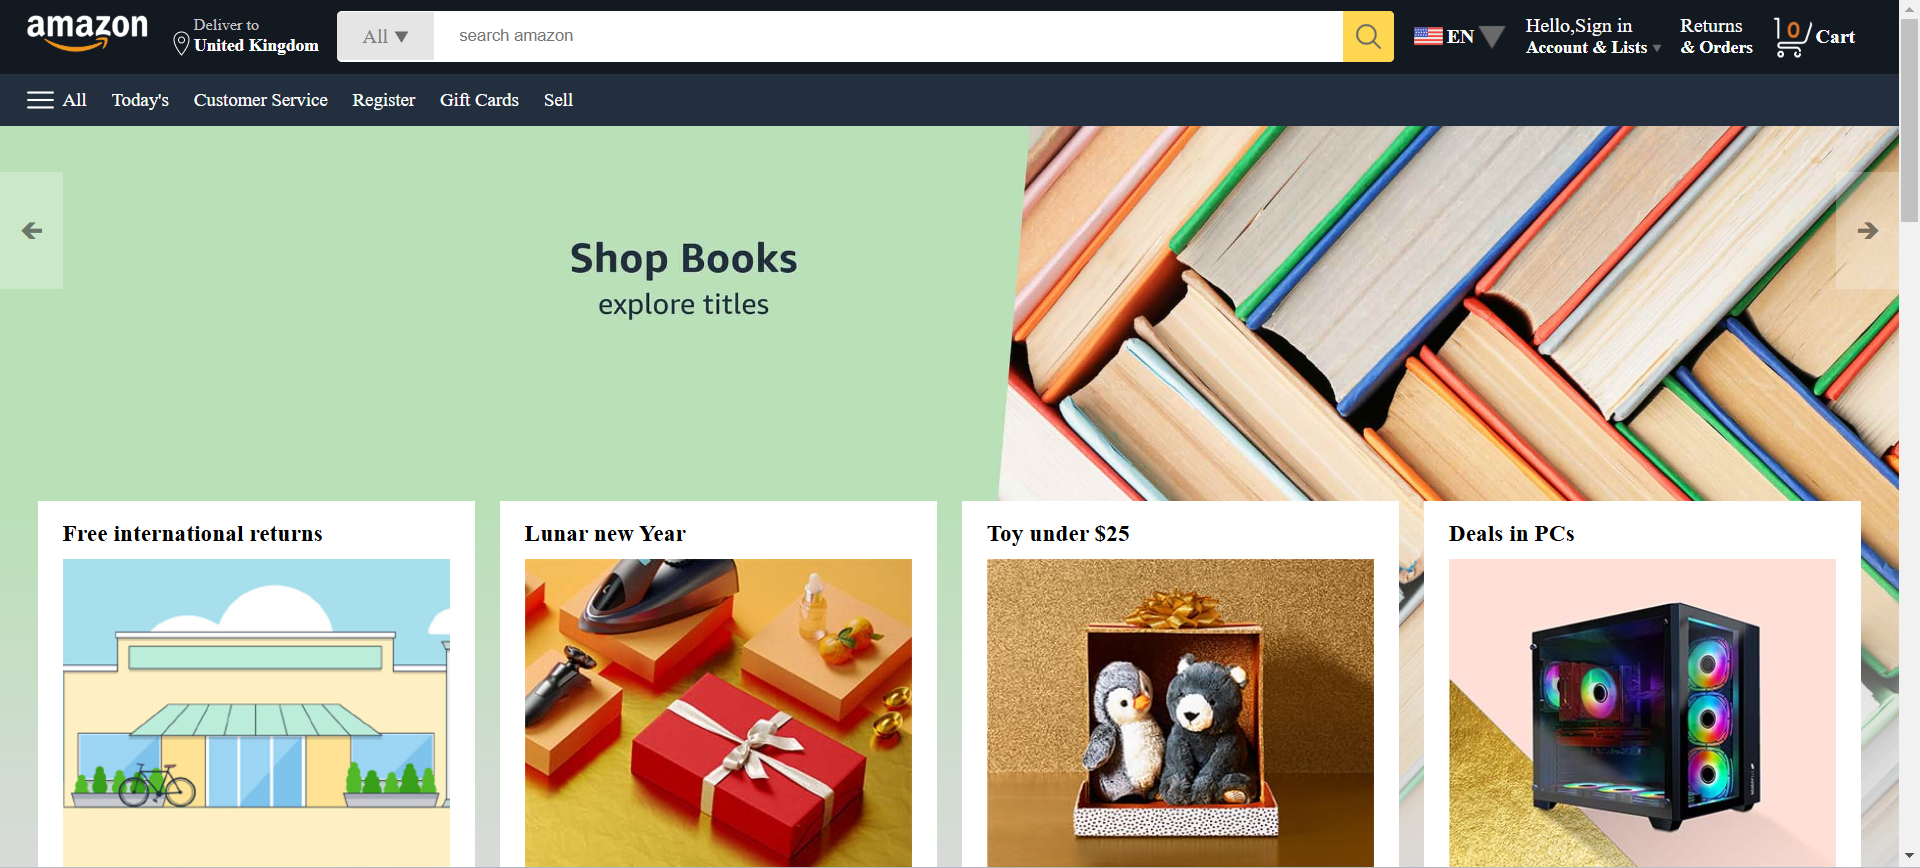 amazon
Deliver to
United Kingdom
All
search amazon
EN
Hello,Sign in
Account & Lists
Returns
& Orders
0
Cart
All
Today's
Customer Service
Register
Gift Cards
Sell
Shop Books
explore titles
Free international returns
Lunar new Year
Toy under $25
Deals in PCs